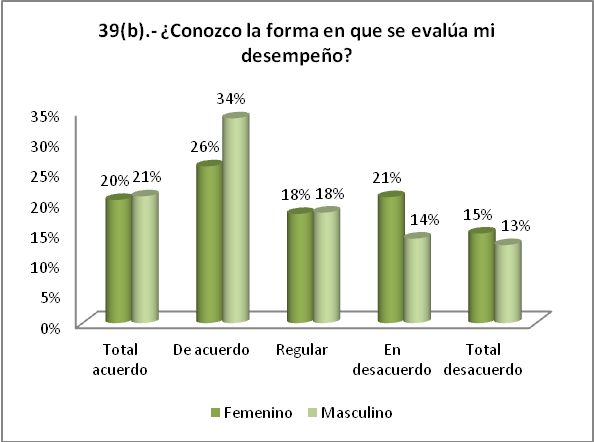 39(b).- ¿Conozco la forma en que se evalúa mi
desempeño?
35%
30%
25%
20%
15%
10%
5%
0%
20%
21%
26%
34%
18%
18%
21%
14%
15%
13%
Total
acuerdo
De acuerdo
Regular
En
desacuerdo
Total
desacuerdo
Femenino
Masculino